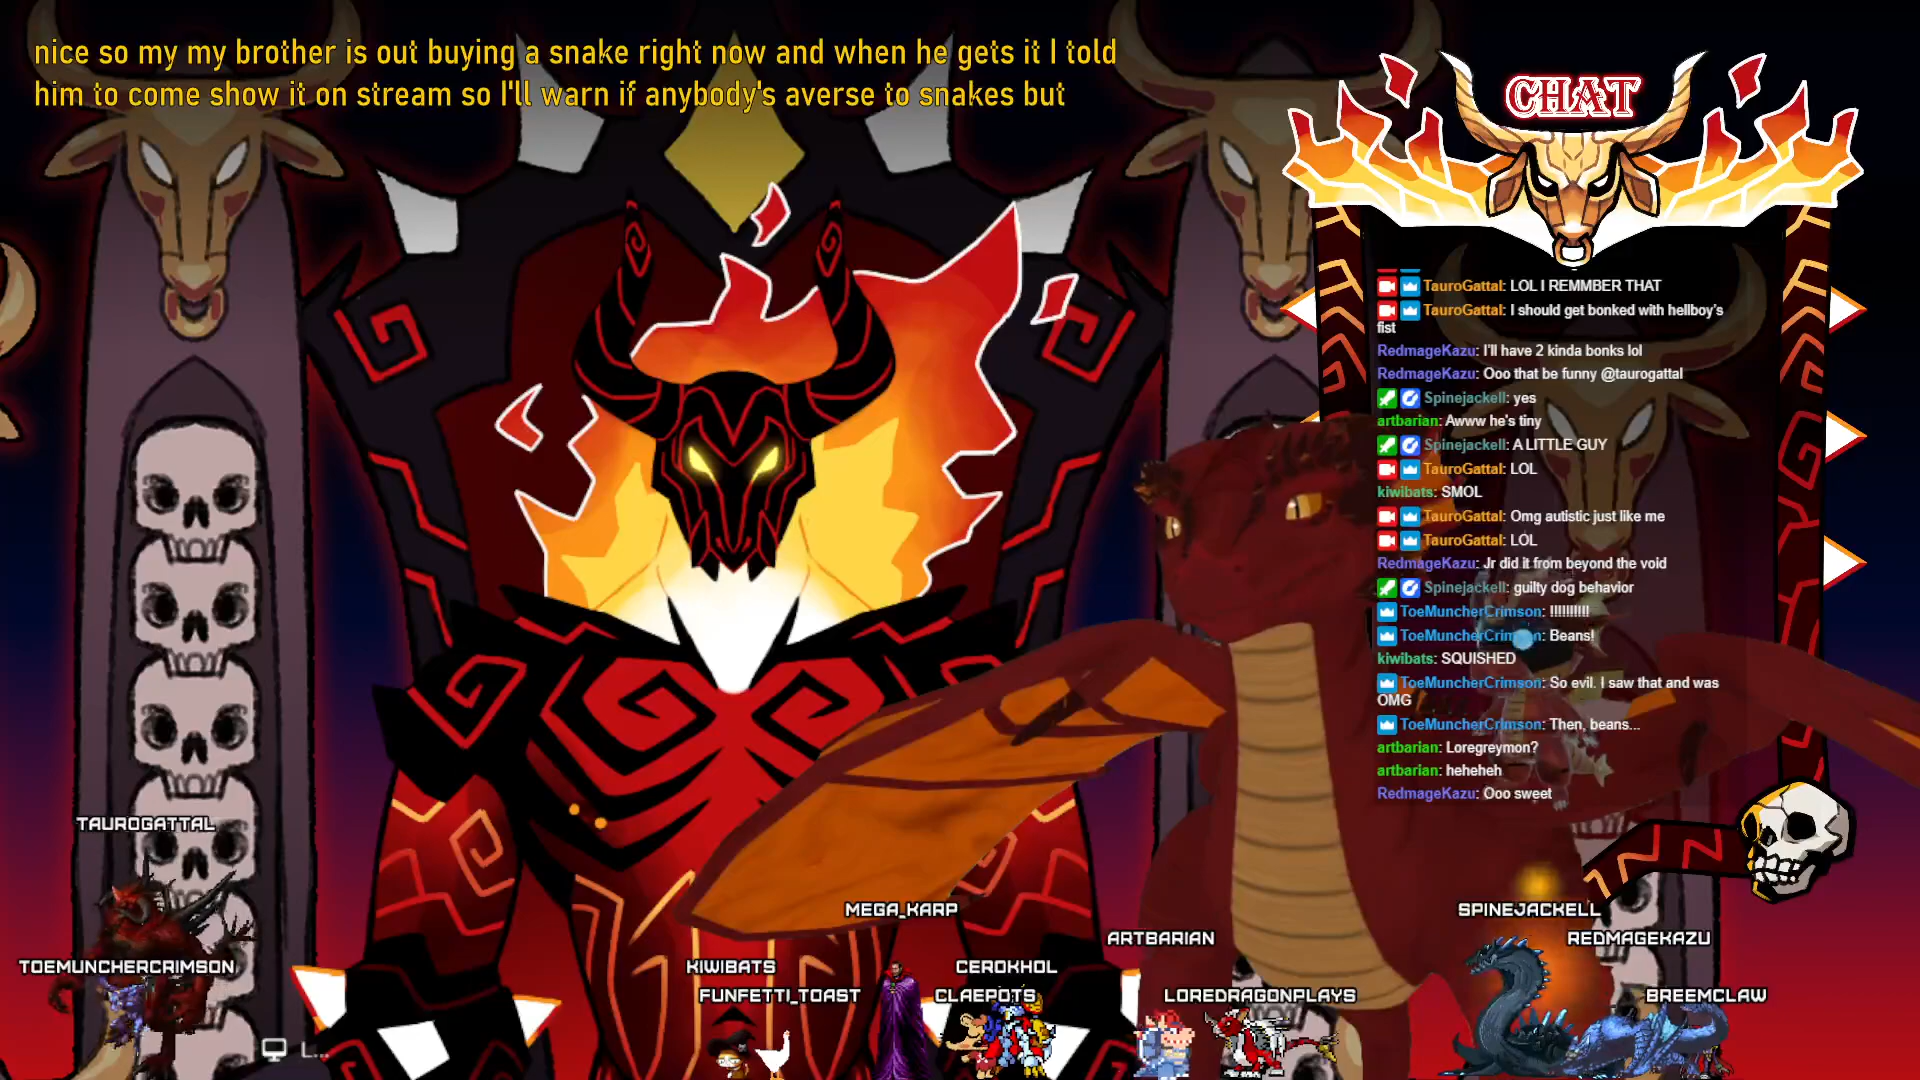 nice so my my brother is out buying a snake right now and when he gets it I told
him to come show it on stream so I'll warn if anybody's averse to snakes but
CHAT
TauroGattal: LOL I REMMBER THAT
TauroGattal: I should get bonked with hellboy's
fist
RedmageKazu: I'll have 2 kinda bonks lol
RedmageKazu: Ooo that be funny @taurogattal
Spinejackell: yes
artbarian: Awww he's tiny
Spinejackell: A LITTLE GUY
TauroGattal: LOL
kiwibats: SMOL
TauroGattal: Omg autistic just like me
TauroGattal: LOL
RedmageKazu: Jr did it from beyond the void
Spinejackell: guilty dog behavior
ToeMuncherCrimson: !!!!!!!!!!
ToeMuncherCrimson: Beans!
kiwibats: SQUISHED
ToeMuncherCrimson: So evil. I saw that and was
OMG
ToeMuncherCrimson: Then, beans...
artbarian: Loregreymon?
artbarian: heheheh
RedmageKazu: Ooo sweet
TAUROGATTAL
MEGA_KARP
SPINEJACKELL
ARTBARIAN
REDMAGEKAZU
TOEMUNCHERCRIMSON
KIWIBATS
CEROKHOL
FUNFETTI_TOAST
CLAEPOTS
LOREDRAGONPLAYS
BREEMCLAW
L...